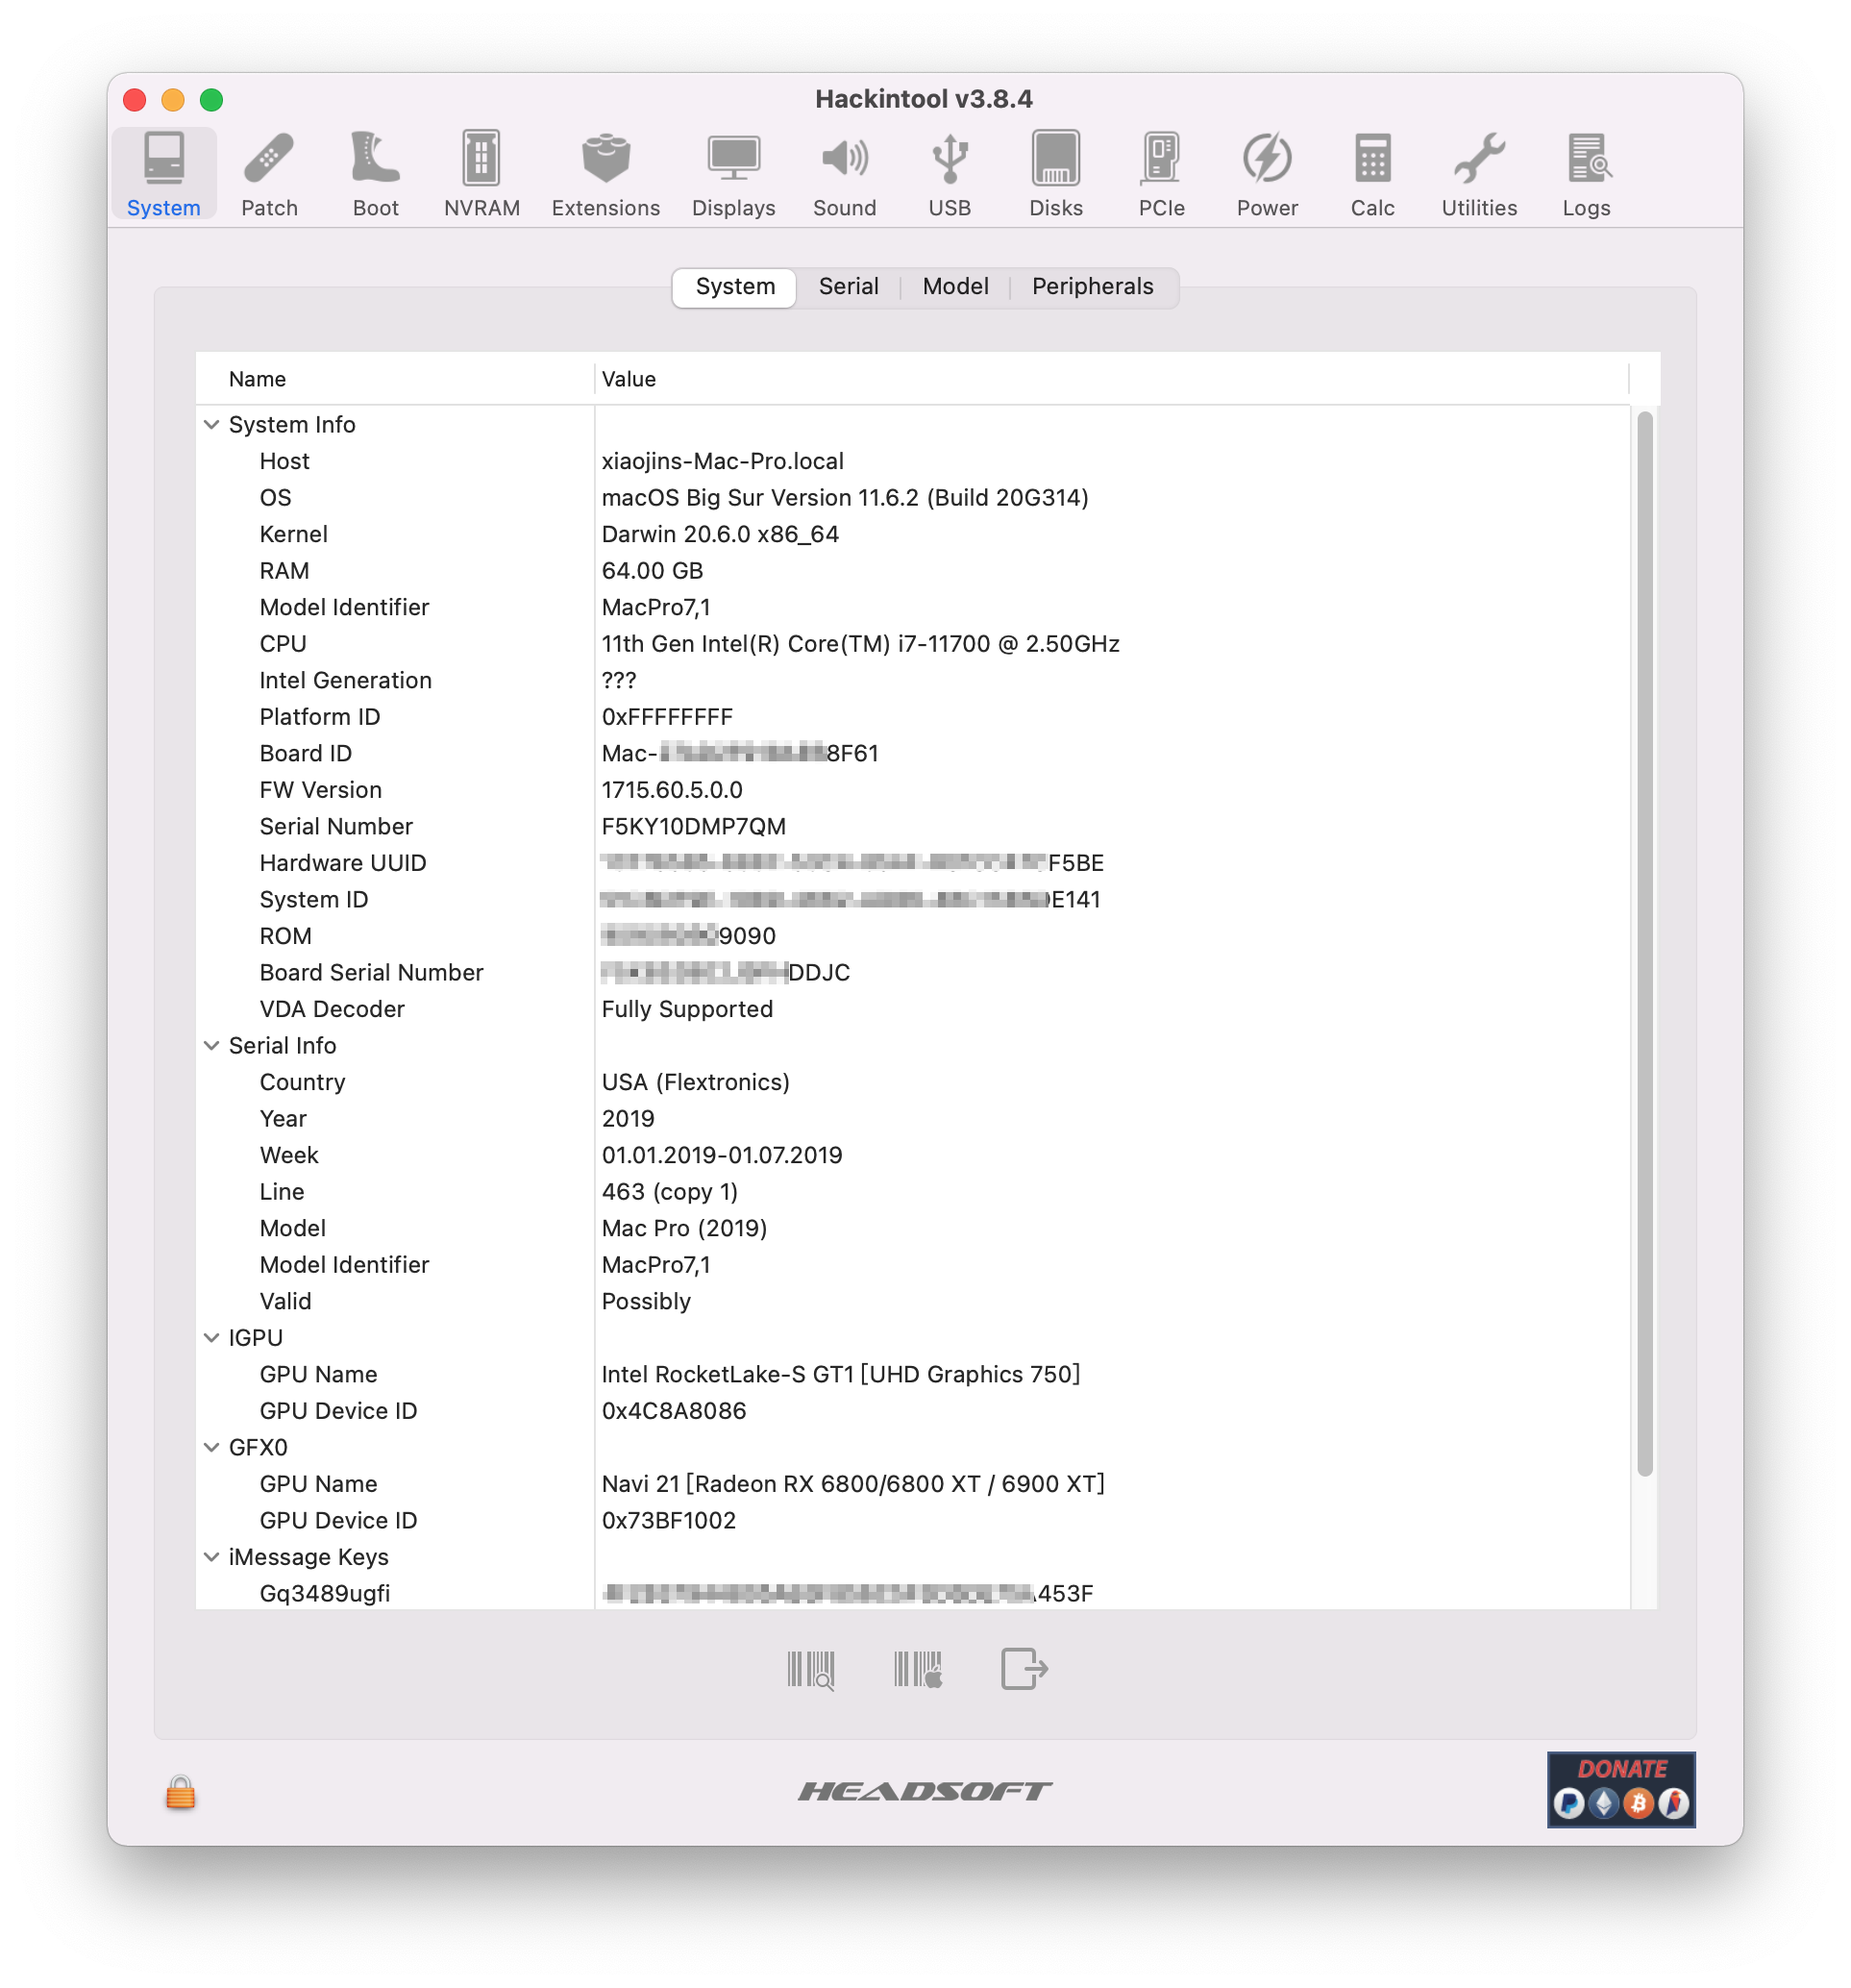 Hackintool v3.8.4
System Patch Boot NVRAM Extensions Displays Sound USB Disks PCIe Power Calc Utilities Logs
System Serial Model Peripherals
Name Value
System Info
Host xiaojins-Mac-Pro.local
OS macOS Big Sur Version 11.6.2 (Build 20G314)
Kernel Darwin 20.6.0 x86_64
RAM 64.00 GB
Model Identifier MacPro7,1
CPU 11th Gen Intel(R) Core(TM) i7-11700 @ 2.50GHz
Intel Generation ???
Platform ID 0xFFFFFFFF
Board ID Mac- 8F61
FW Version 1715.60.5.0.0
Serial Number F5KY10DMP7QM
Hardware UUID F5BE
System ID E141
ROM 9090
Board Serial Number DDJC
VDA Decoder Fully Supported
Serial Info
Country USA (Flextronics)
Year 2019
Week 01.01.2019-01.07.2019
Line 463 (copy 1)
Model Mac Pro (2019)
Model Identifier MacPro7,1
Valid Possibly
IGPU
GPU Name Intel RocketLake-S GT1 [UHD Graphics 750]
GPU Device ID 0x4C8A8086
GFX0
GPU Name Navi 21 [Radeon RX 6800/6800 XT / 6900 XT]
GPU Device ID 0x73BF1002
iMessage Keys
Gq3489ugfi 453F
HEADSOFT
DONATE